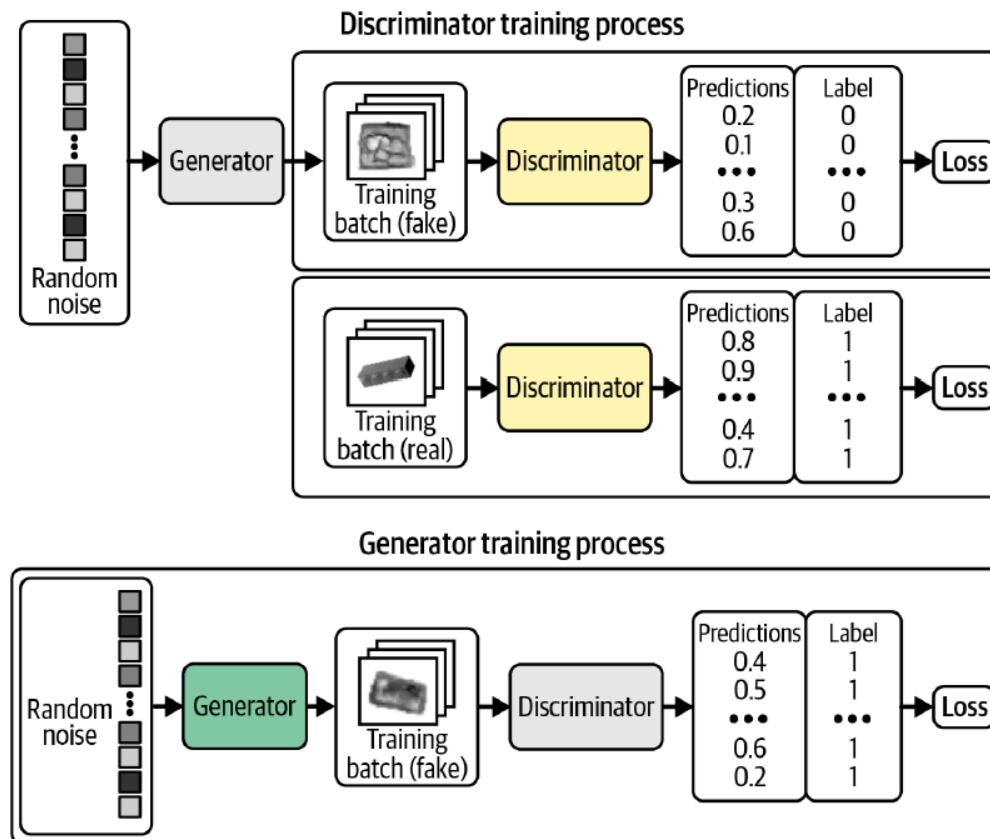 Discriminator training process
Random
noise
Generator
Training
batch (fake)
Discriminator
Predictions
0.2
0.1
•••
0.3
0.6
Label
0
0
•••
0
0
Loss
Training
batch (real)
Discriminator
Predictions
0.8
0.9
•••
0.4
0.7
Label
1
1
•••
1
1
Loss
Generator training process
Random
noise
Generator
Training
batch (fake)
Discriminator
Predictions
0.4
0.5
•••
0.6
0.2
Label
1
1
•••
1
1
Loss